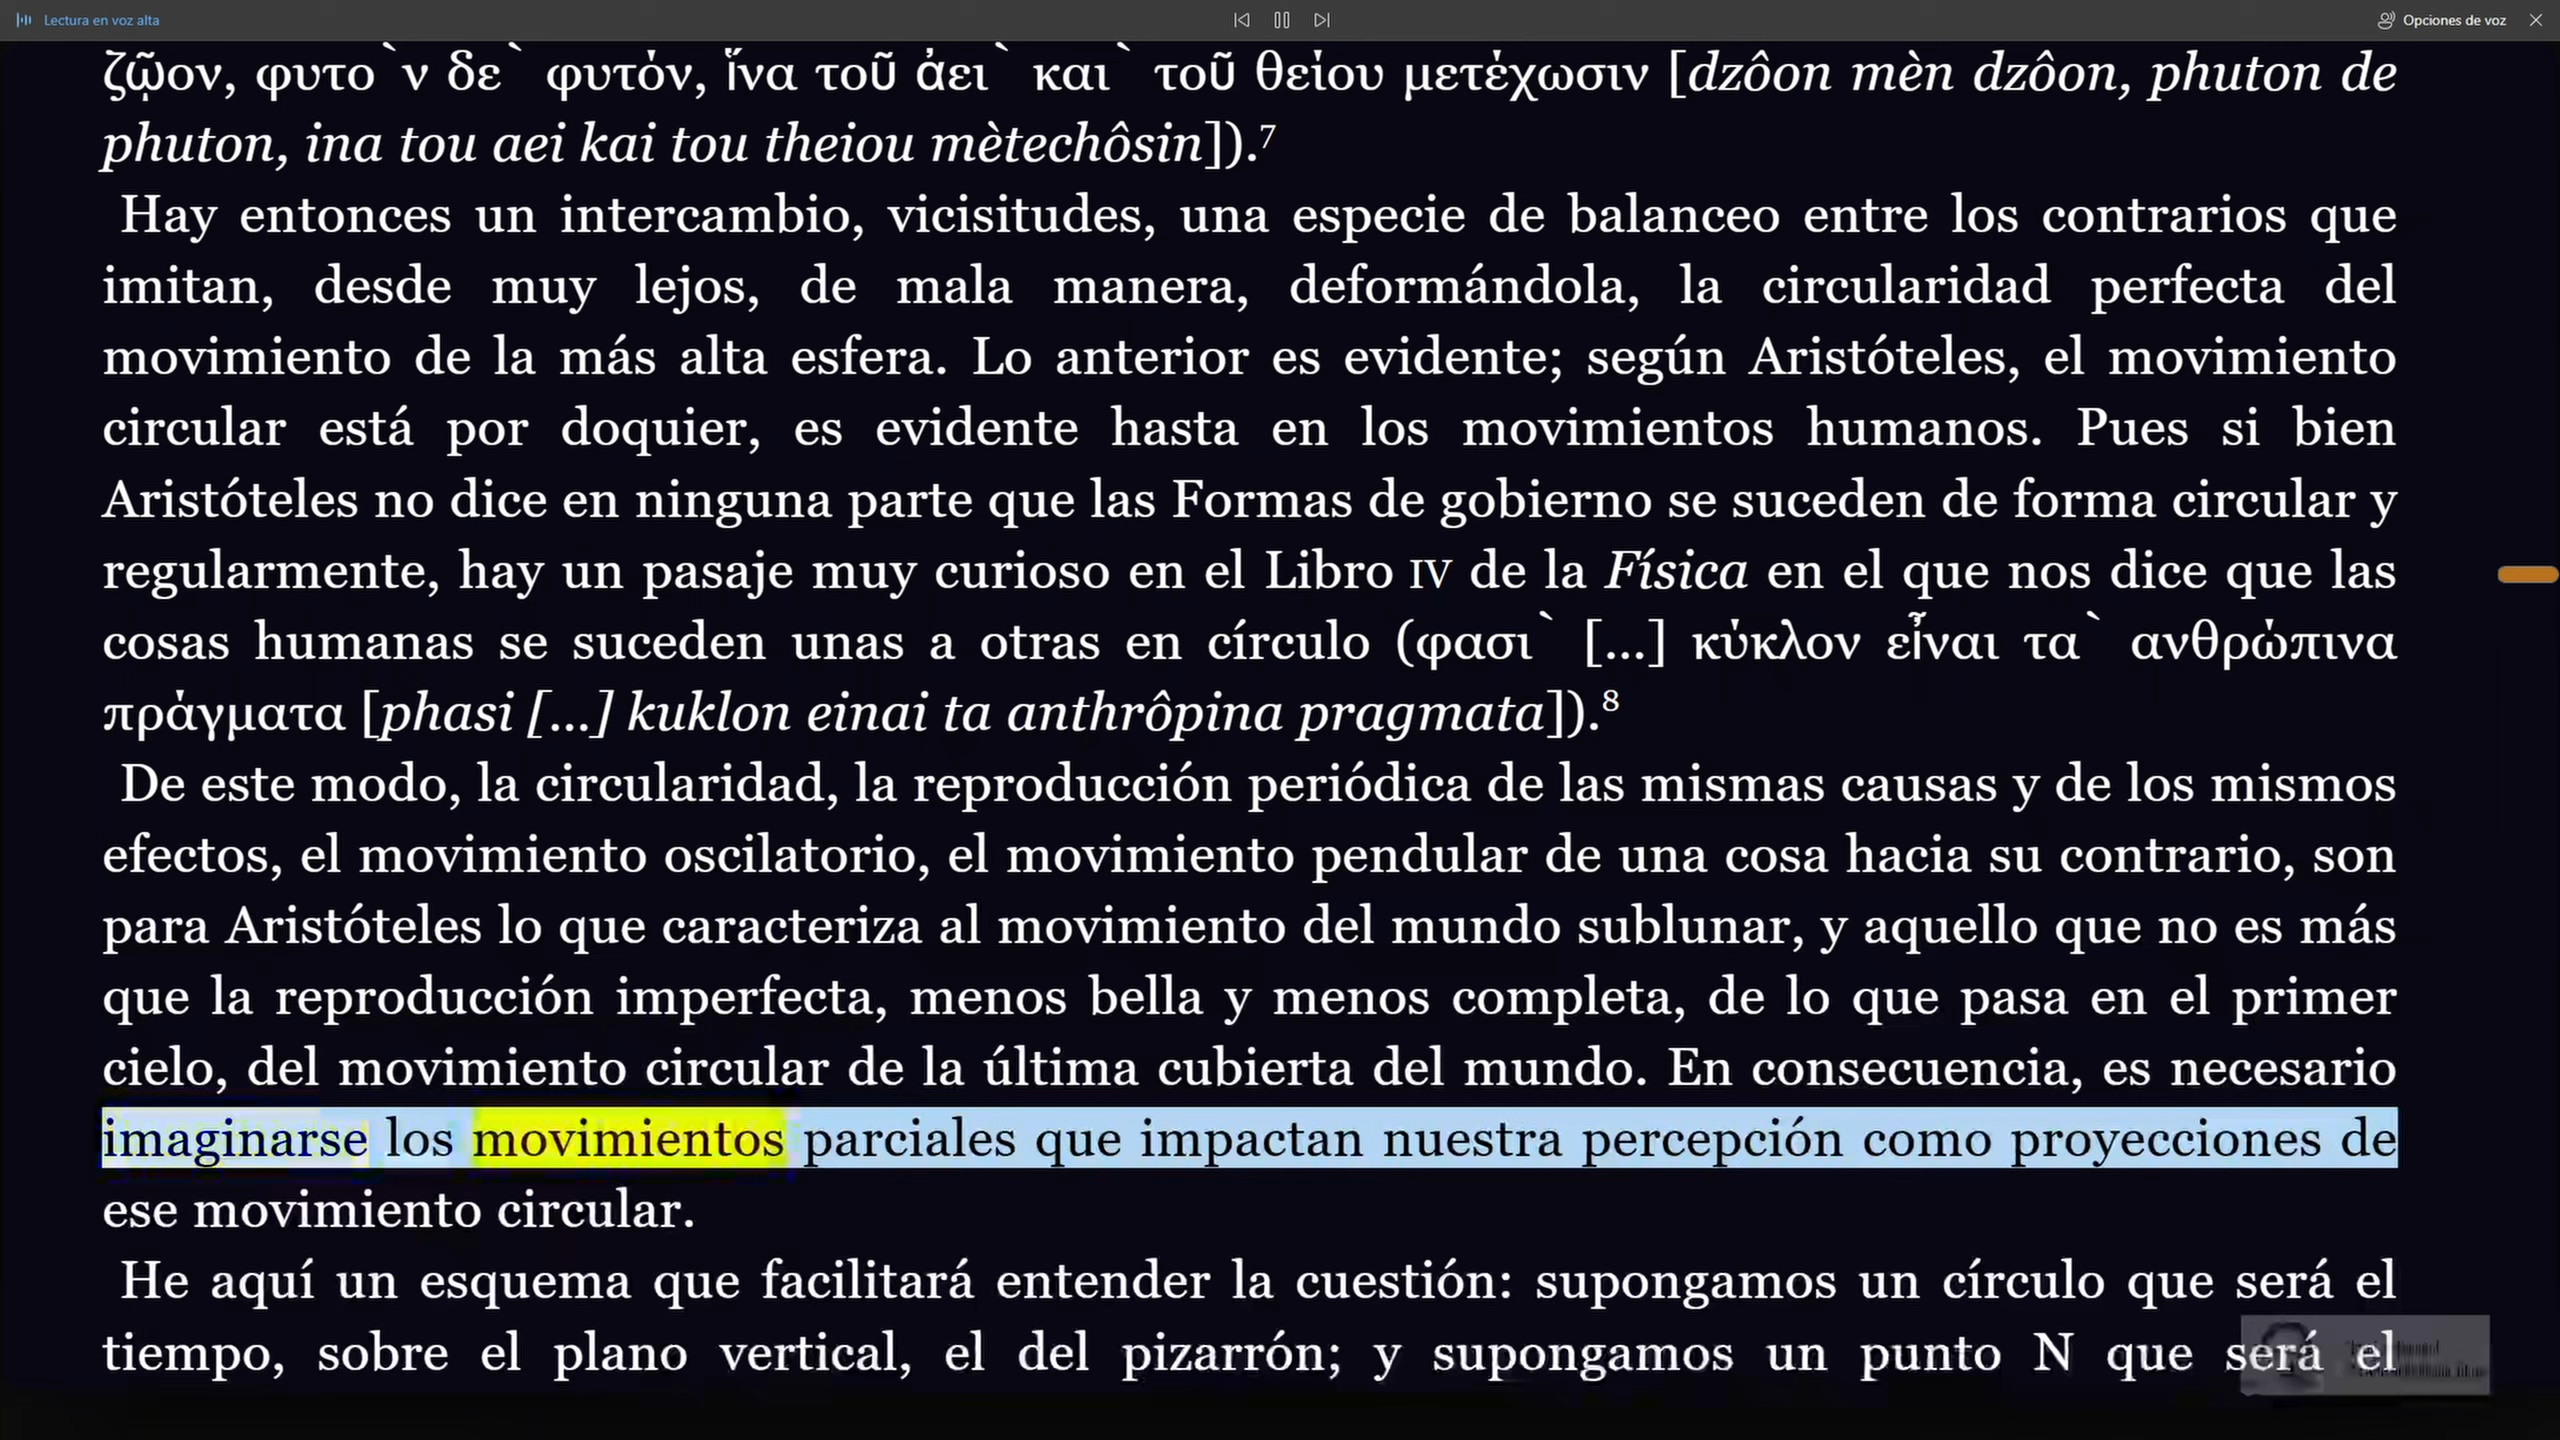 Lectura en voz alta
Opciones de voz
ζῷον, φυτο`ν δε` φυτόν, ἵνα τοῦ ἀει` και` τοῦ θείου μετέχωσιν [dzôon mèn dzôon, phuton de
phuton, ina tou aei kai tou theiou mètechôsin]).⁷
Hay entonces un intercambio, vicisitudes, una especie de balanceo entre los contrarios que
imitan, desde muy lejos, de mala manera, deformándola, la circularidad perfecta del
movimiento de la más alta esfera. Lo anterior es evidente; según Aristóteles, el movimiento
circular está por doquier, es evidente hasta en los movimientos humanos. Pues si bien
Aristóteles no dice en ninguna parte que las Formas de gobierno se suceden de forma circular y
regularmente, hay un pasaje muy curioso en el Libro IV de la Física en el que nos dice que las
cosas humanas se suceden unas a otras en círculo (φασι` [...] κύκλον εἶναι τα` ανθρώπινα
πράγματα [phasi [...] kuklon einai ta anthrôpina pragmata]).⁸
De este modo, la circularidad, la reproducción periódica de las mismas causas y de los mismos
efectos, el movimiento oscilatorio, el movimiento pendular de una cosa hacia su contrario, son
para Aristóteles lo que caracteriza al movimiento del mundo sublunar, y aquello que no es más
que la reproducción imperfecta, menos bella y menos completa, de lo que pasa en el primer
cielo, del movimiento circular de la última cubierta del mundo. En consecuencia, es necesario
imaginarse los movimientos parciales que impactan nuestra percepción como proyecciones de
ese movimiento circular.
He aquí un esquema que facilitará entender la cuestión: supongamos un círculo que será el
tiempo, sobre el plano vertical, el del pizarrón; y supongamos un punto N que será el